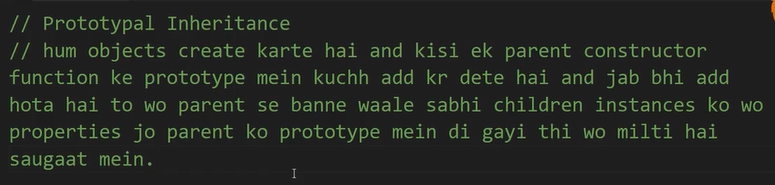 // Prototypal Inheritance
// hum objects create karte hai and kisi ek parent constructor
function ke prototype mein kuchh add kr dete hai and jab bhi add
hota hai to wo parent se banne waale sabhi children instances ko wo
properties jo parent ko prototype mein di gayi thi wo milti hai
saugaat mein.